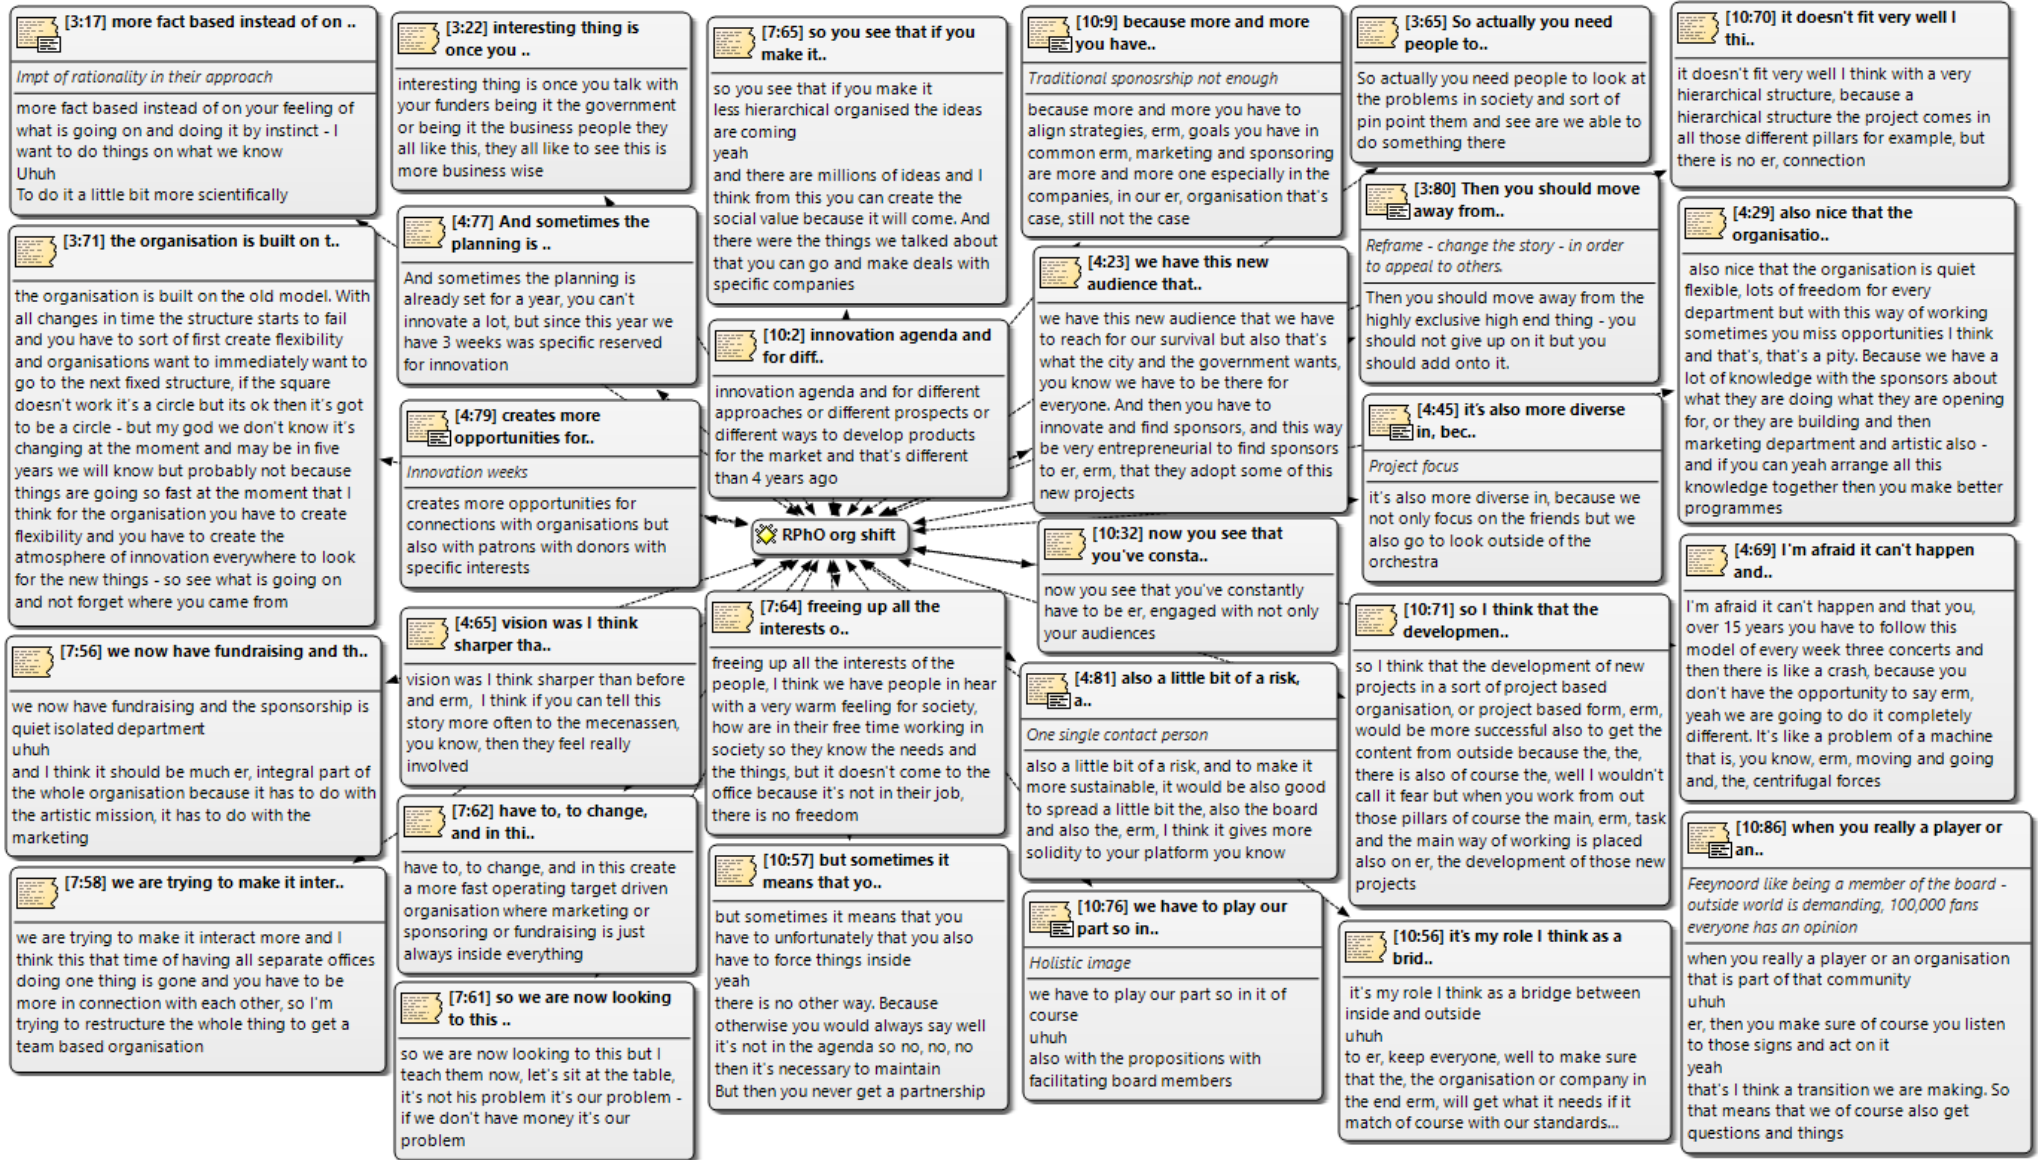 [3:17] more fact based instead of on ..
Impt of rationality in their approach
more fact based instead of on your feeling of
what is going on and doing it by instinct - I
want to do things on what we know
Uhuh
To do it a little bit more scientifically
[3:71] the organisation is built on t..
the organisation is built on the old model. With
all changes in time the structure starts to fail
and you have to sort of first create flexibility
and organisations want to immediately want to
go to the next fixed structure, if the square
doesn't work it's a circle but its ok then it's got
to be a circle - but my god we don't know it's
changing at the moment and may be in five
years we will know but probably not because
things are going so fast at the moment that I
think for the organisation you have to create
flexibility and you have to create the
atmosphere of innovation everywhere to look
for the new things - so see what is going on
and not forget where you came from
[7:56] we now have fundraising and th..
we now have fundraising and the sponsorship is
quiet isolated department
uhuh
and I think it should be much er, integral part of
the whole organisation because it has to do with
the artistic mission, it has to do with the
marketing
[7:58] we are trying to make it inter..
we are trying to make it interact more and I
think this that time of having all separate offices
doing one thing is gone and you have to be
more in connection with each other, so I'm
trying to restructure the whole thing to get a
team based organisation
[3:22] interesting thing is
once you ..
interesting thing is once you talk with
your funders being it the government
or being it the business people they
all like this, they all like to see this is
more business wise
[4:77] And sometimes the
planning is ..
And sometimes the planning is
already set for a year, you can't
innovate a lot, but since this year we
have 3 weeks was specific reserved
for innovation
[4:79] creates more
opportunities for..
Innovation weeks
creates more opportunities for
connections with organisations but
also with patrons with donors with
specific interests
[4:65] vision was I think
sharper tha..
vision was I think sharper than before
and erm,  I think if you can tell this
story more often to the mecenassen,
you know, then they feel really
involved
[7:62] have to, to change,
and in thi..
have to, to change, and in this create
a more fast operating target driven
organisation where marketing or
sponsoring or fundraising is just
always inside everything
[7:61] so we are now looking
to this ..
so we are now looking to this but I
teach them now, let's sit at the table,
it's not his problem it's our problem -
if we don't have money it's our
problem
[7:65] so you see that if you
make it..
so you see that if you make it
less hierarchical organised the ideas
are coming
yeah
and there are millions of ideas and I
think from this you can create the
social value because it will come. And
there were the things we talked about
that you can go and make deals with
specific companies
[10:2] innovation agenda and
for diff..
innovation agenda and for different
approaches or different prospects or
different ways to develop products
for the market and that's different
than 4 years ago
RPhO org shift
[7:64] freeing up all the
interests o..
freeing up all the interests of the
people, I think we have people in hear
with a very warm feeling for society,
how are in their free time working in
society so they know the needs and
the things, but it doesn't come to the
office because it's not in their job,
there is no freedom
[10:57] but sometimes it
means that yo..
but sometimes it means that you
have to unfortunately that you also
have to force things inside
yeah
there is no other way. Because
otherwise you would always say well
it's not in the agenda so no, no, no
then it's necessary to maintain
But then you never get a partnership
[10:9] because more and more
you have..
Traditional sponosrship not enough
because more and more you have to
align strategies, erm, goals you have in
common erm, marketing and sponsoring
are more and more one especially in the
companies, in our er, organisation that's
case, still not the case
[4:23] we have this new
audience that..
we have this new audience that we have
to reach for our survival but also that's
what the city and the government wants,
you know we have to be there for
everyone. And then you have to
innovate and find sponsors, and this way
be very entrepreneurial to find sponsors
to er, erm, that they adopt some of this
new projects
[10:32] now you see that
you've consta..
now you see that you've constantly
have to be er, engaged with not only
your audiences
[4:81] also a little bit of a risk,
a..
One single contact person
also a little bit of a risk, and to make it
more sustainable, it would be also good
to spread a little bit the, also the board
and also the, erm, I think it gives more
solidity to your platform you know
[10:76] we have to play our
part so in..
Holistic image
we have to play our part so in it of
course
uhuh
also with the propositions with
facilitating board members
[3:65] So actually you need
people to..
So actually you need people to look at
the problems in society and sort of
pin point them and see are we able to
do something there
[3:80] Then you should move
away from..
Reframe - change the story - in order
to appeal to others.
Then you should move away from the
highly exclusive high end thing - you
should not give up on it but you
should add onto it.
[4:45] it's also more diverse
in, bec..
Project focus
it's also more diverse in, because we
not only focus on the friends but we
also go to look outside of the
orchestra
[10:71] so I think that the
developmen..
so I think that the development of new
projects in a sort of project based
organisation, or project based form, erm,
would be more successful also to get the
content from outside because the, the,
there is also of course the, well I wouldn't
call it fear but when you work from out
those pillars of course the main, erm, task
and the main way of working is placed
also on er, the development of those new
projects
[10:56] it's my role I think as a
brid..
it's my role I think as a bridge between
inside and outside
uhuh
to er, keep everyone, well to make sure
that the, the organisation or company in
the end erm, will get what it needs if it
match of course with our standards...
[10:70] it doesn't fit very well I
thi..
it doesn't fit very well I think with a very
hierarchical structure, because a
hierarchical structure the project comes in
all those different pillars for example, but
there is no er, connection
[4:29] also nice that the
organisatio..
also nice that the organisation is quiet
flexible, lots of freedom for every
department but with this way of working
sometimes you miss opportunities I think
and that's, that's a pity. Because we have a
lot of knowledge with the sponsors about
what they are doing what they are opening
for, or they are building and then
marketing department and artistic also -
and if you can yeah arrange all this
knowledge together then you make better
programmes
[4:69] I'm afraid it can't happen
and..
I'm afraid it can't happen and that you,
over 15 years you have to follow this
model of every week three concerts and
then there is like a crash, because you
don't have the opportunity to say erm,
yeah we are going to do it completely
different. It's like a problem of a machine
that is, you know, erm, moving and going
and, the, centrifugal forces
[10:86] when you really a player or
an..
Feeynoord like being a member of the board -
outside world is demanding, 100,000 fans
everyone has an opinion
when you really a player or an organisation
that is part of that community
uhuh
er, then you make sure of course you listen
to those signs and act on it
yeah
that's I think a transition we are making. So
that means that we of course also get
questions and things